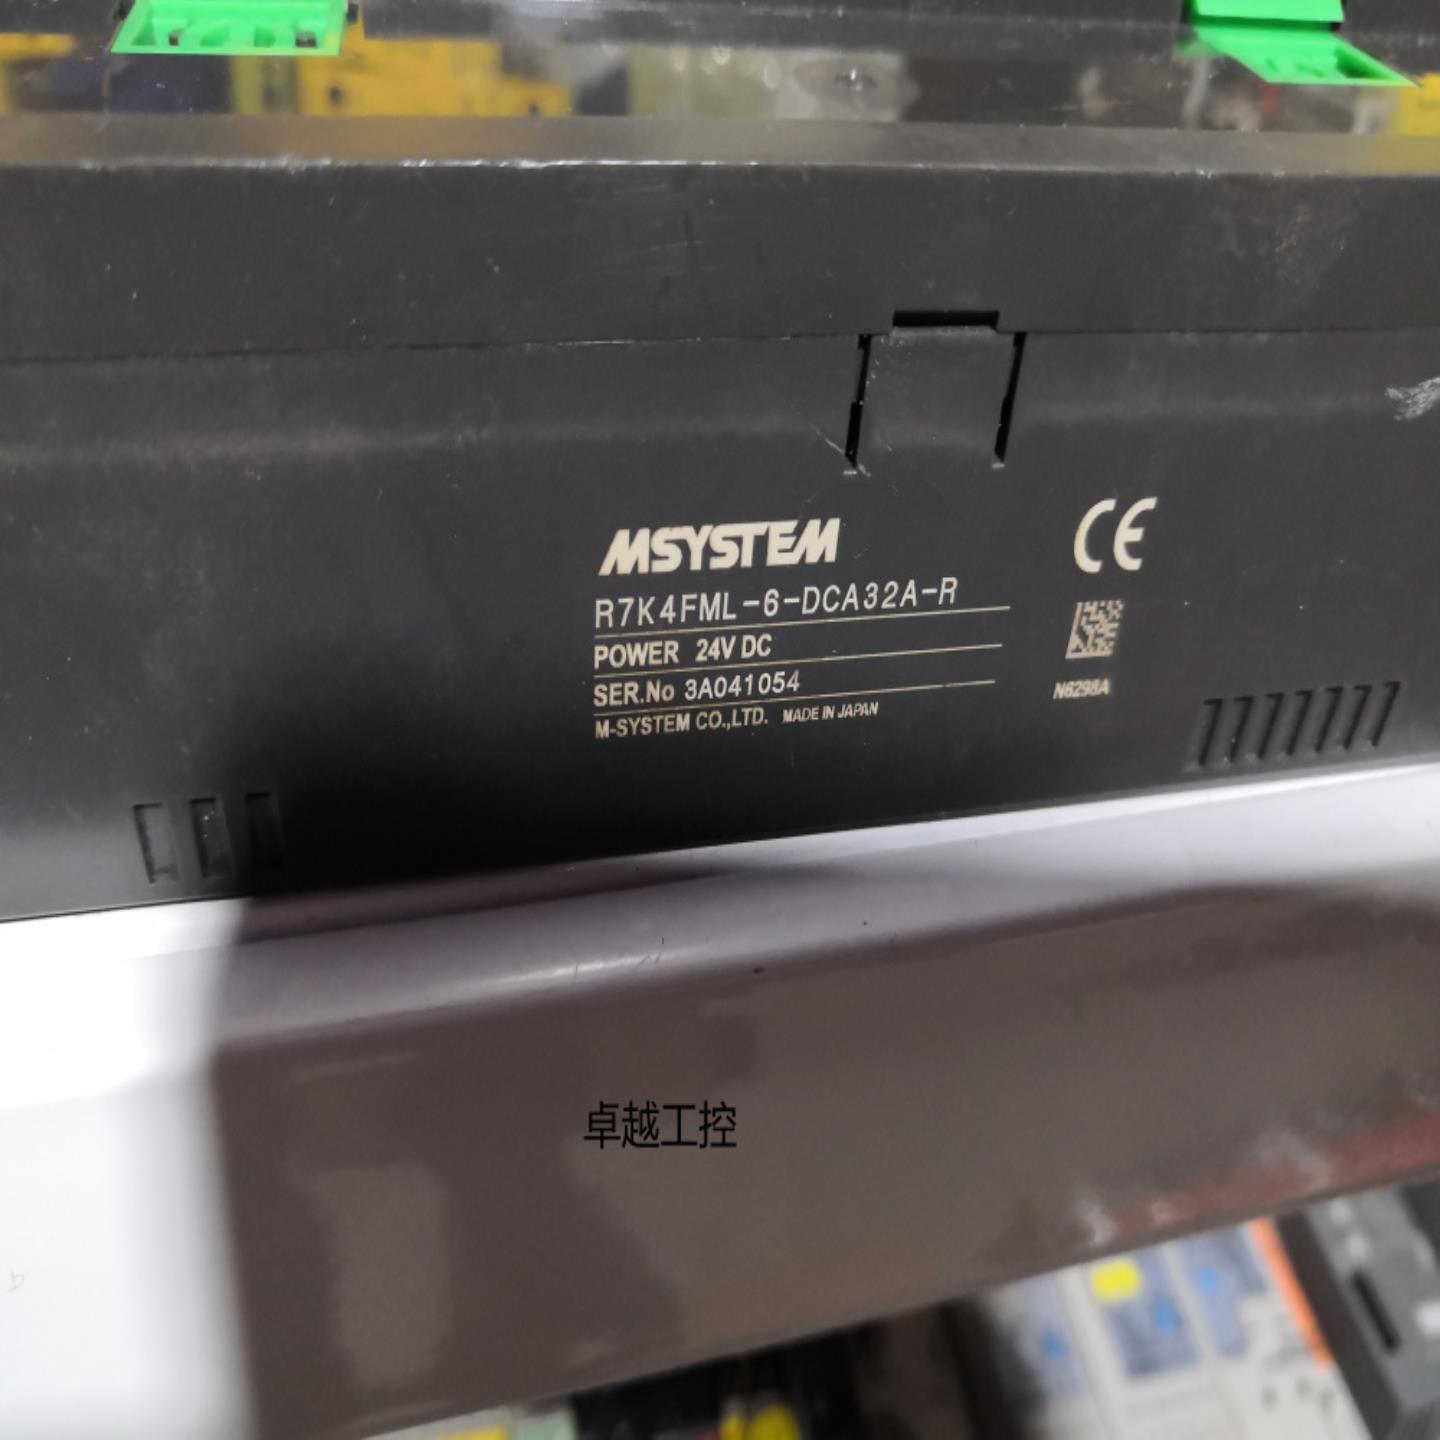 MSYSTEM
CE
R7K4FML-6-DCA32A-R
POWER 24V DC
SER.No 3A041054
N6298A
M-SYSTEM CO.,LTD. MADE IN JAPAN
卓越工控